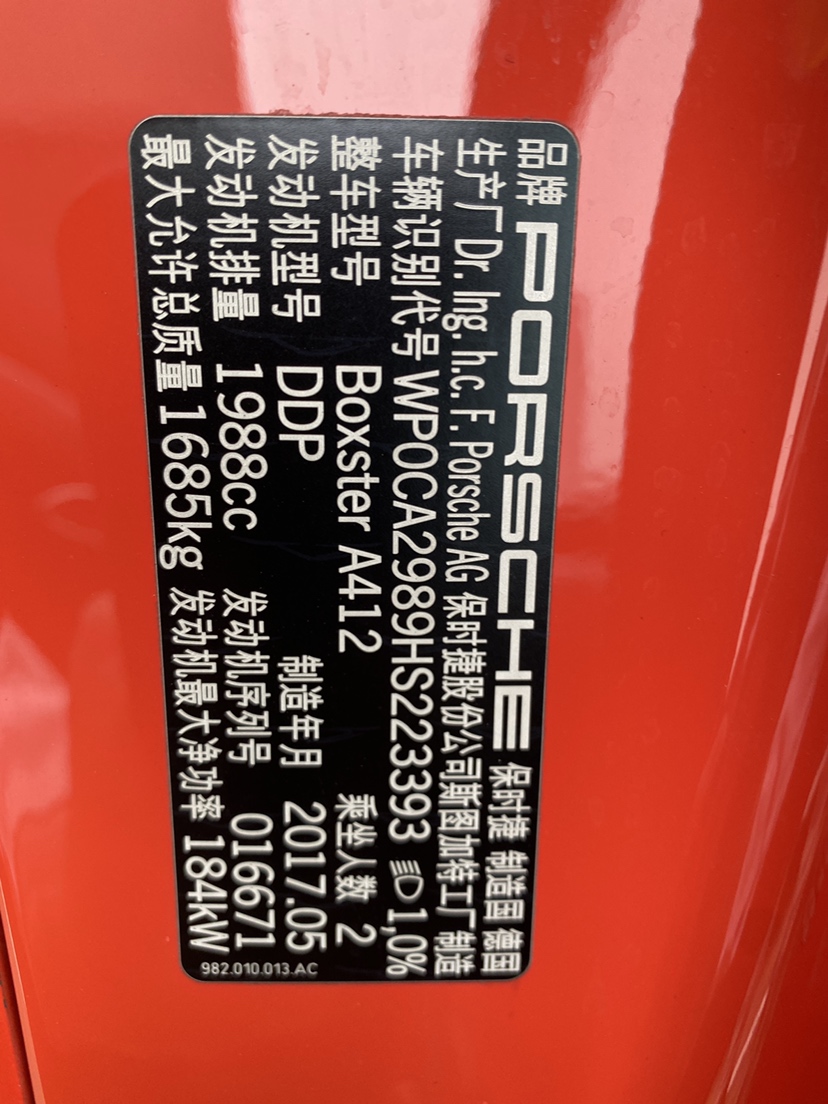 品牌 PORSCHE 保时捷 制造国 德国
生产厂Dr. Ing. h.c. F. Porsche AG 保时捷股份公司斯图加特工厂 制造
车辆识别代号 WP0CA2989HS223393 1,0%
整车型号 Boxster A412 乘坐人数 2
发动机型号 DDP 制造年月 2017.05
发动机排量 1988cc 发动机序列号 016671
最大允许总质量 1685kg 发动机最大净功率 184kW
982.010.013.AC